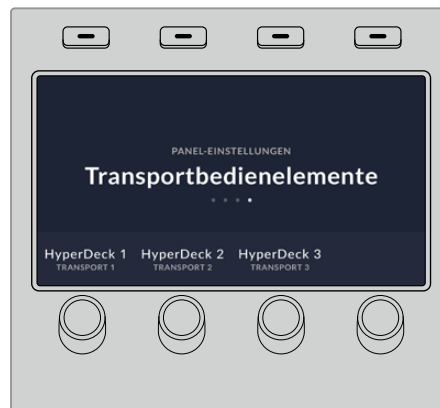 PANEL-EINSTELLUNGEN
Transportbedienelemente
HyperDeck 1 HyperDeck 2 HyperDeck 3
TRANSPORT 1 TRANSPORT 2 TRANSPORT 3